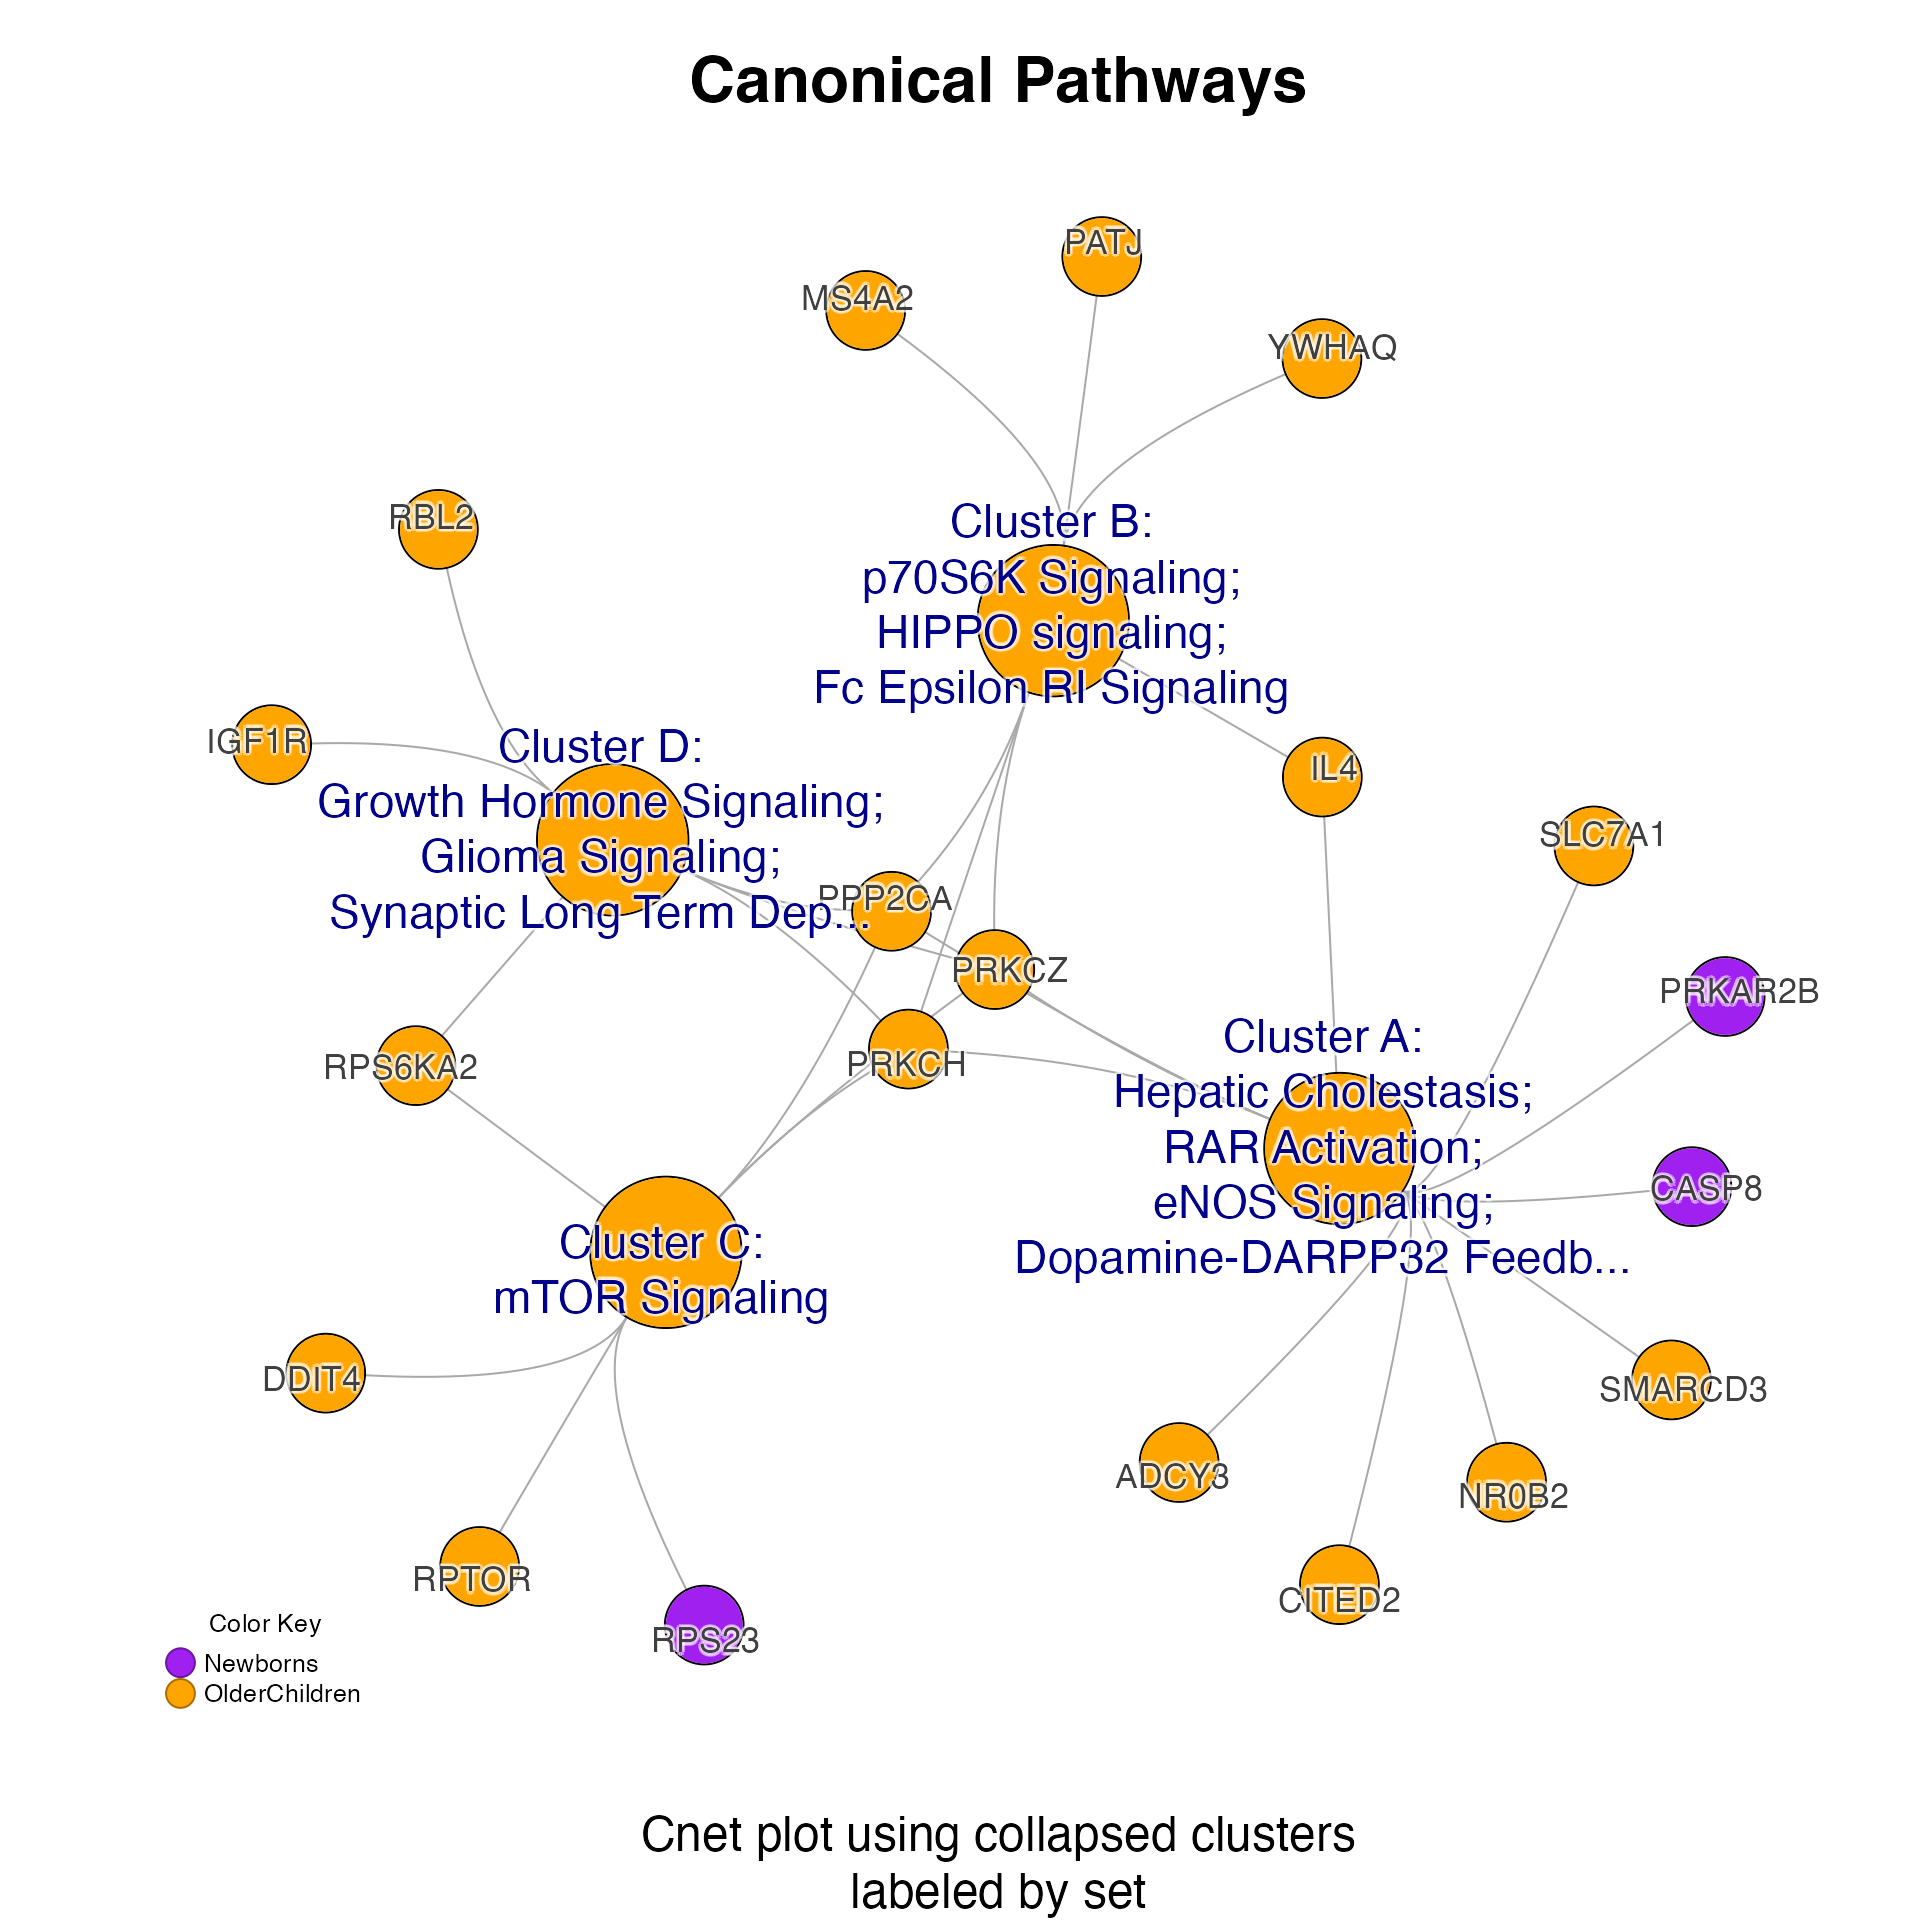 Canonical Pathways
PATJ
MS4A2
YWHAQ
RBL2
Cluster B:
p70S6K Signaling;
HIPPO signaling;
Fc Epsilon RI Signaling
IGF1R
Cluster D:
Growth Hormone Signaling;
Glioma Signaling;
Synaptic Long Term Dep...
IL4
SLC7A1
PPP2CA
PRKCZ
PRKAR2B
PRKCH
RPS6KA2
Cluster A:
Hepatic Cholestasis;
RAR Activation;
eNOS Signaling;
Dopamine-DARPP32 Feedb...
CASP8
Cluster C:
mTOR Signaling
DDIT4
SMARCD3
ADCY3
NR0B2
RPTOR
CITED2
RPS23
Color Key
Newborns
OlderChildren
Cnet plot using collapsed clusters
labeled by set